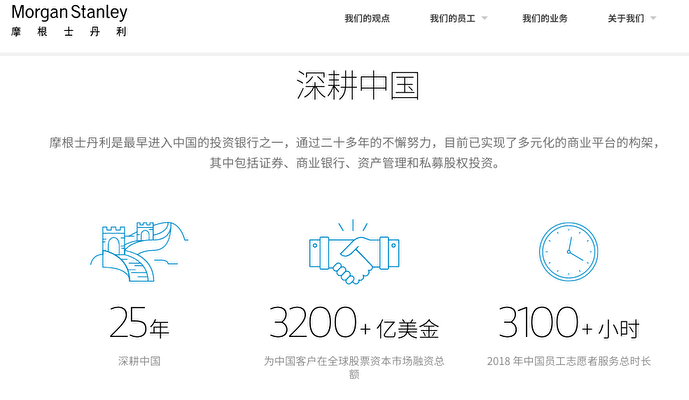 Morgan Stanley
摩根士丹利
我们的观点 我们的员工 我们的业务 关于我们
深耕中国
摩根士丹利是最早进入中国的投资银行之一，通过二十多年的不懈努力，目前已实现了多元化的商业平台的构架，
其中包括证券、商业银行、资产管理和私募股权投资。
25年 3200+ 亿美金 3100+ 小时
深耕中国 为中国客户在全球股票资本市场融资总 2018 年中国员工志愿者服务总时长
额